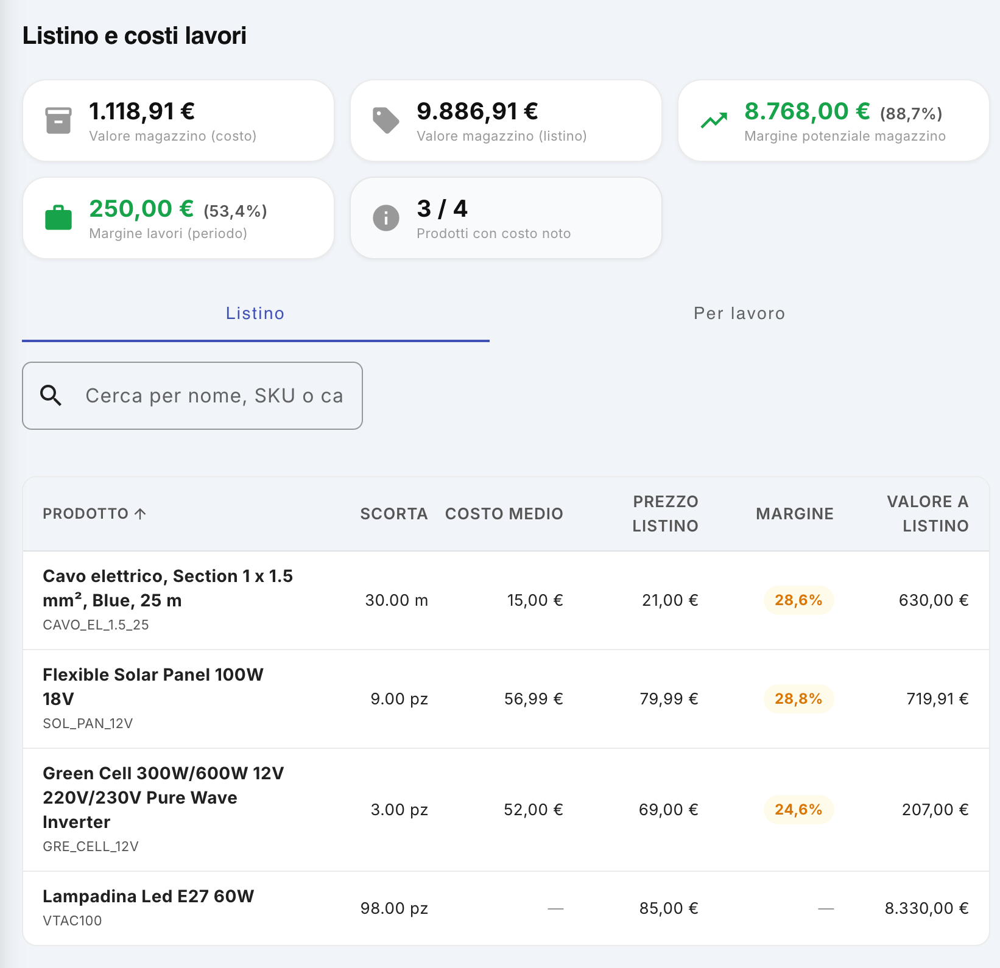 Listino e costi lavori
1.118,91 €
Valore magazzino (costo)
9.886,91 €
Valore magazzino (listino)
8.768,00 € (88,7%)
Margine potenziale magazzino
250,00 € (53,4%)
Margine lavori (periodo)
3 / 4
Prodotti con costo noto
Listino
Per lavoro
Cerca per nome, SKU o ca
PRODOTTO ↑ SCORTA COSTO MEDIO PREZZO LISTINO MARGINE VALORE A LISTINO
Cavo elettrico, Section 1 x 1.5
mm², Blue, 25 m
CAVO_EL_1.5_25
30.00 m 15,00 € 21,00 € 28,6% 630,00 €
Flexible Solar Panel 100W
18V
SOL_PAN_12V
9.00 pz 56,99 € 79,99 € 28,8% 719,91 €
Green Cell 300W/600W 12V
220V/230V Pure Wave
Inverter
GRE_CELL_12V
3.00 pz 52,00 € 69,00 € 24,6% 207,00 €
Lampadina Led E27 60W
VTAC100
98.00 pz — 85,00 € — 8.330,00 €